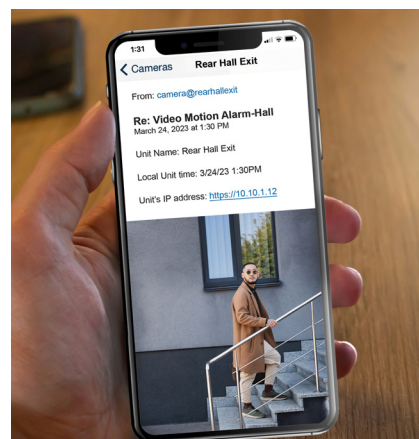 1:31
Cameras Rear Hall Exit
From: camera@rearhallexit
Re: Video Motion Alarm-Hall
March 24, 2023 at 1:30 PM
Unit Name: Rear Hall Exit
Local Unit time: 3/24/23 1:30PM
Unit's IP address: https://10.10.1.12